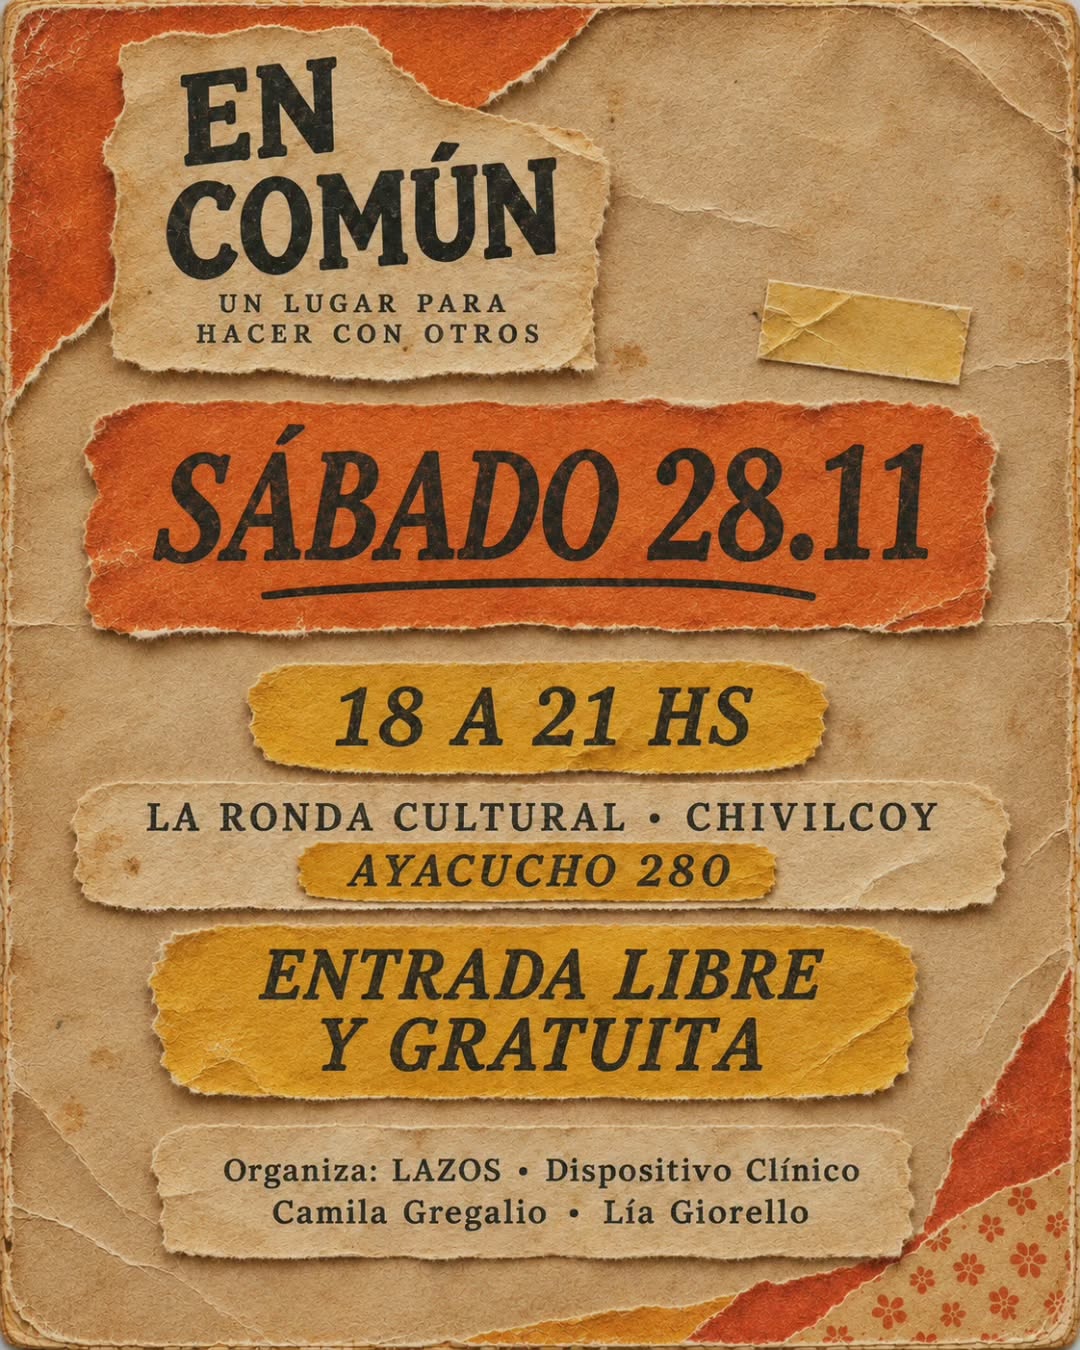 EN
COMÚN
UN LUGAR PARA
HACER CON OTROS
SÁBADO 28.11
18 A 21 HS
LA RONDA CULTURAL • CHIVILCOY
AYACUCHO 280
ENTRADA LIBRE
Y GRATUITA
Organiza: LAZOS • Dispositivo Clínico
Camila Gregalio • Lía Giorello